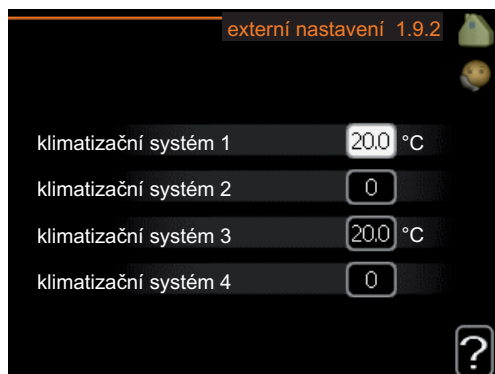 externí nastavení 1.9.2
klimatizační systém 1 20.0 °C
klimatizační systém 2 0
klimatizační systém 3 20.0 °C
klimatizační systém 4 0
?